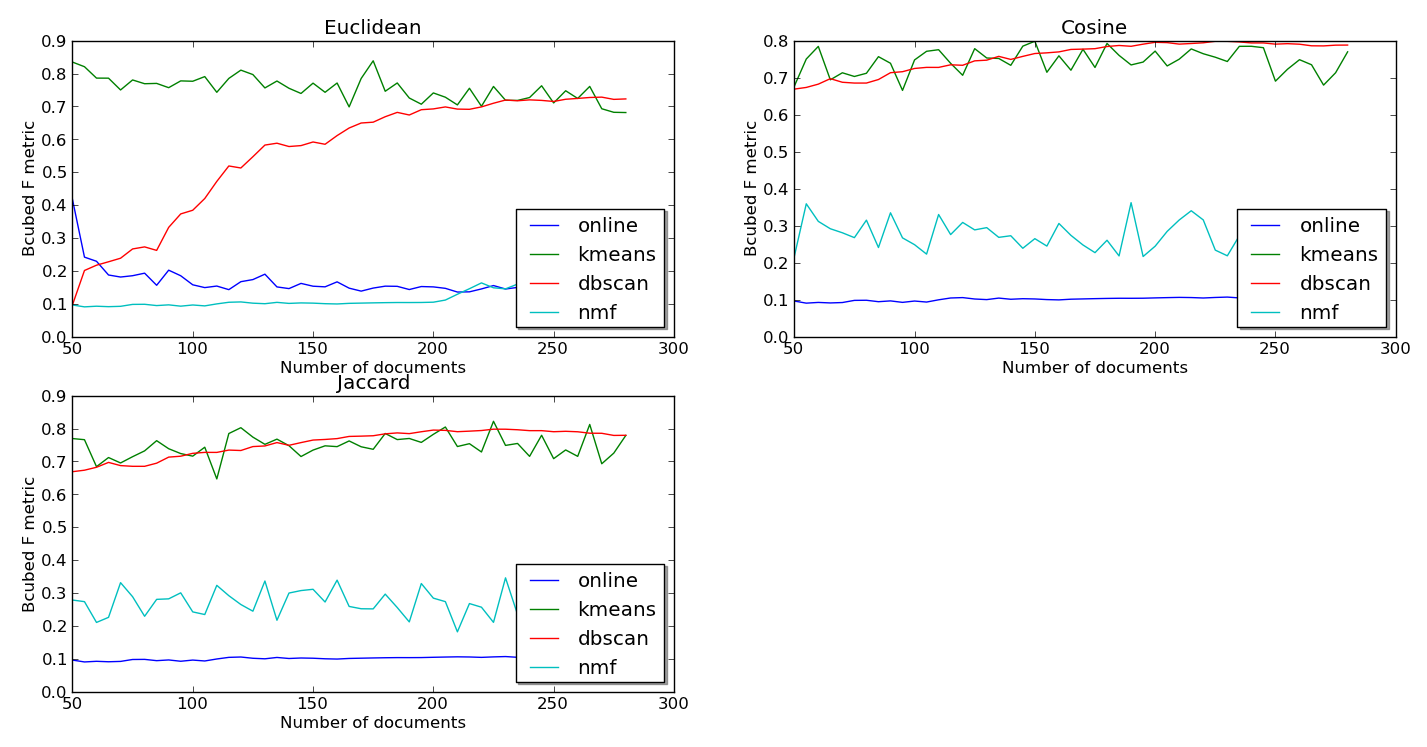 Euclidean
0.9
0.8
0.7
0.6
0.5
0.4
0.3
0.2
0.1
0.0
Bcubed F metric
online
kmeans
dbscan
nmf
50 100 150 200 250 300
Number of documents
Cosine
0.8
0.7
0.6
0.5
0.4
0.3
0.2
0.1
0.0
Bcubed F metric
online
kmeans
dbscan
nmf
50 100 150 200 250 300
Number of documents
Jaccard
0.9
0.8
0.7
0.6
0.5
0.4
0.3
0.2
0.1
0.0
Bcubed F metric
online
kmeans
dbscan
nmf
50 100 150 200 250 300
Number of documents